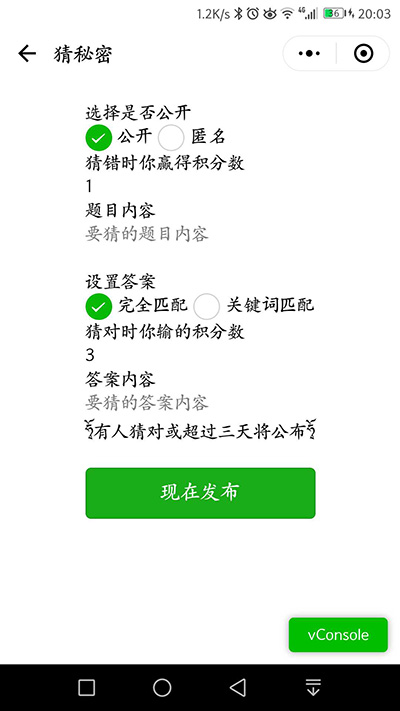 1.2K/s 46 36 20:03
猜秘密
选择是否公开
公开 匿名
猜错时你赢得积分数
1
题目内容
要猜的题目内容
设置答案
完全匹配 关键词匹配
猜对时你输的积分数
3
答案内容
要猜的答案内容
有人猜对或超过三天将公布
现在发布
vConsole